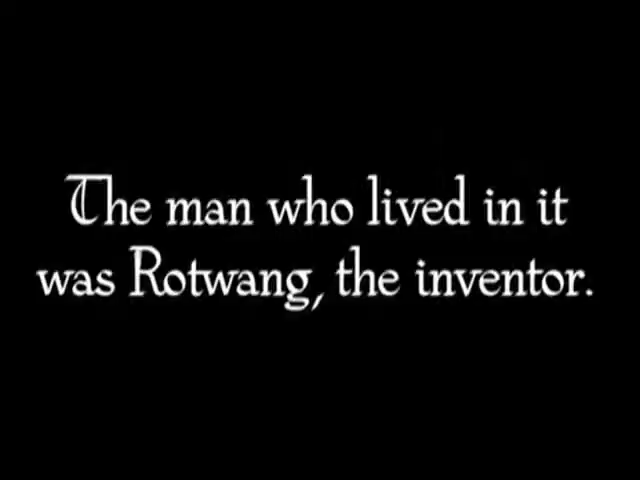 The man who lived in it
was Rotwang, the inventor.